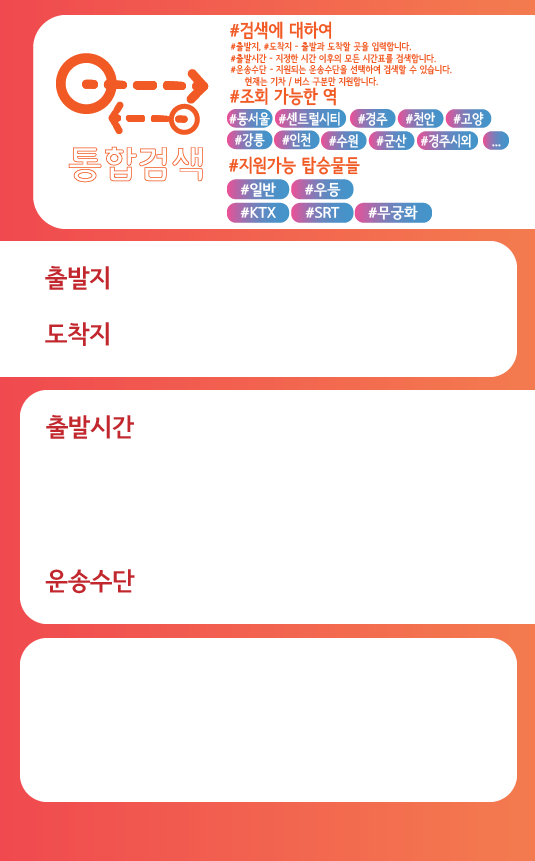 #검색에 대하여
#출발지, #도착지 - 출발과 도착할 곳을 입력합니다.
#출발시간 - 지정한 시간 이후의 모든 시간표를 검색합니다.
#운송수단 - 지원되는 운송수단을 선택하여 검색할 수 있습니다.
현재는 기차 / 버스 구분만 지원합니다.
#조회 가능한 역
#동서울 #센트럴시티 #경주 #천안 #고양
#강릉 #인천 #수원 #군산 #경주시외 ...
통합검색
#지원가능 탑승물들
#일반 #우등
#KTX #SRT #무궁화
출발지
도착지
출발시간
운송수단